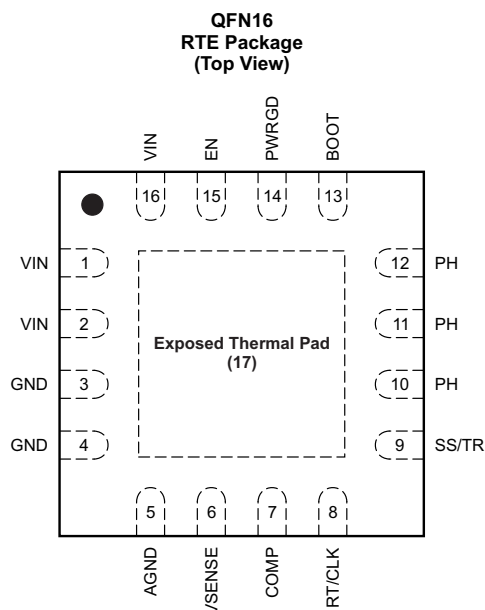 QFN16
RTE Package
(Top View)
VIN
EN
PWRGD
BOOT
16
15
14
13
VIN
1
12
PH
VIN
2
11
PH
Exposed Thermal Pad
(17)
GND
3
10
PH
GND
4
9
SS/TR
5
6
7
8
AGND
/SENSE
COMP
RT/CLK